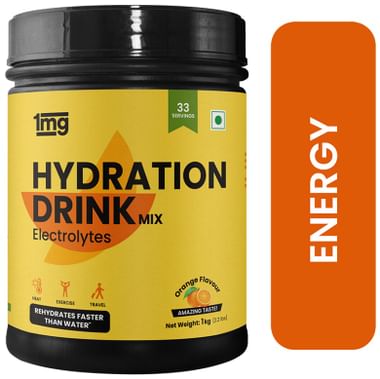 1mg
33
SERVINGS
HYDRATION
DRINK MIX
Electrolytes
HEAT
EXERCISE
TRAVEL
REHYDRATES FASTER
THAN WATER*
Orange Flavour
AMAZING TASTE!
Net Weight: 1kg (2.2 lbs)
ENERGY